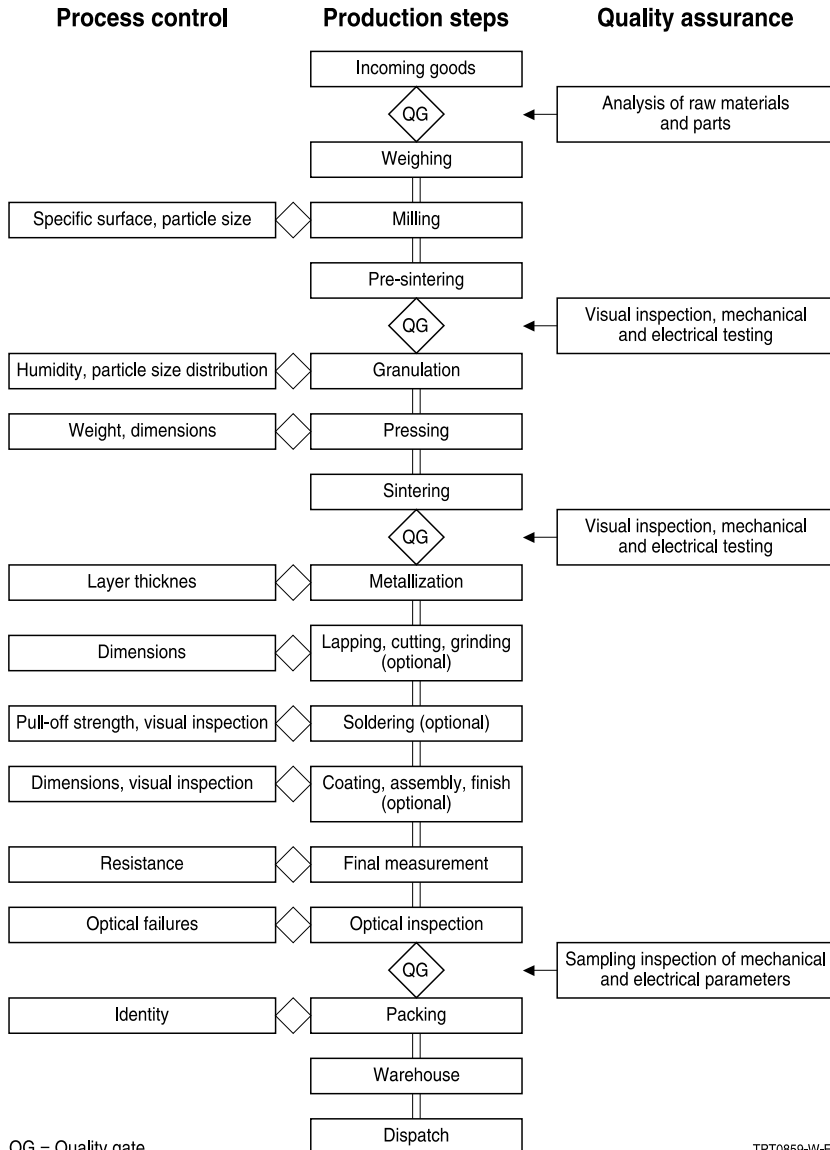 Process control
Production steps
Quality assurance
Incoming goods
QG
Analysis of raw materials
and parts
Weighing
Specific surface, particle size
Milling
Pre-sintering
QG
Visual inspection, mechanical
and electrical testing
Humidity, particle size distribution
Granulation
Weight, dimensions
Pressing
Sintering
QG
Visual inspection, mechanical
and electrical testing
Layer thicknes
Metallization
Dimensions
Lapping, cutting, grinding
(optional)
Pull-off strength, visual inspection
Soldering (optional)
Dimensions, visual inspection
Coating, assembly, finish
(optional)
Resistance
Final measurement
Optical failures
Optical inspection
QG
Sampling inspection of mechanical
and electrical parameters
Identity
Packing
Warehouse
Dispatch
QG = Quality gate
TPT0859-W-E